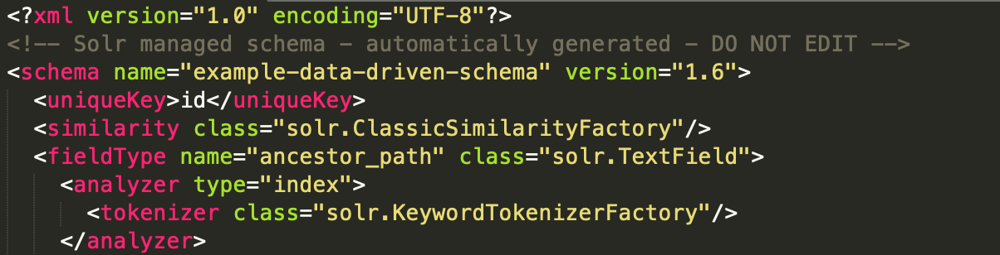 <?xml version="1.0" encoding="UTF-8"?>
<!-- Solr managed schema - automatically generated - DO NOT EDIT -->
<schema name="example-data-driven-schema" version="1.6">
  <uniqueKey>id</uniqueKey>
  <similarity class="solr.ClassicSimilarityFactory"/>
  <fieldType name="ancestor_path" class="solr.TextField">
    <analyzer type="index">
      <tokenizer class="solr.KeywordTokenizerFactory"/>
    </analyzer>